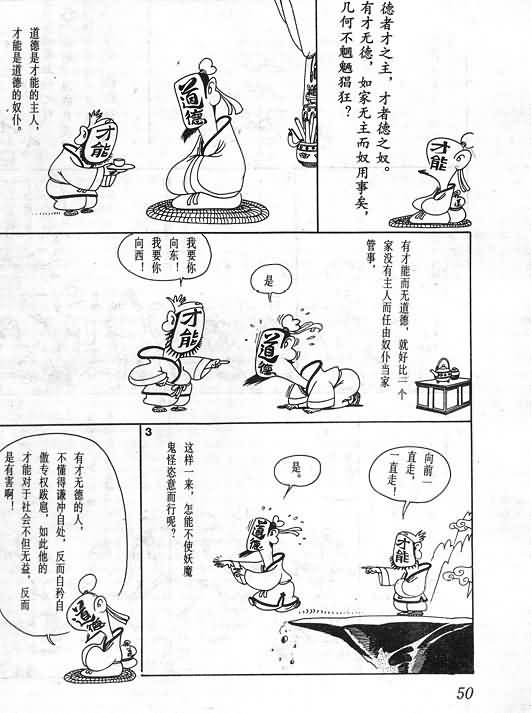 德者才之主，才者德之奴。
有才无德，如家无主而奴用事矣，
几何不魍魉猖狂？
才能
道德是才能的主人，
才能是道德的奴仆。
道德
才能
有才能而无道德，就好比一个
家没有主人而任由奴仆当家
管事，
是
我要你
向东！
我要你
向西！
道德
才能
3
这样一来，怎能不使妖魔
鬼怪恣意而行呢？
向前一
直走，
一直走！
是。
才能
道德
有才无德的人，
不懂得谦冲自处，反而自矜自
傲专权跋扈，如此他的
才能对于社会不但无益，反而
是有害啊！
道德
50